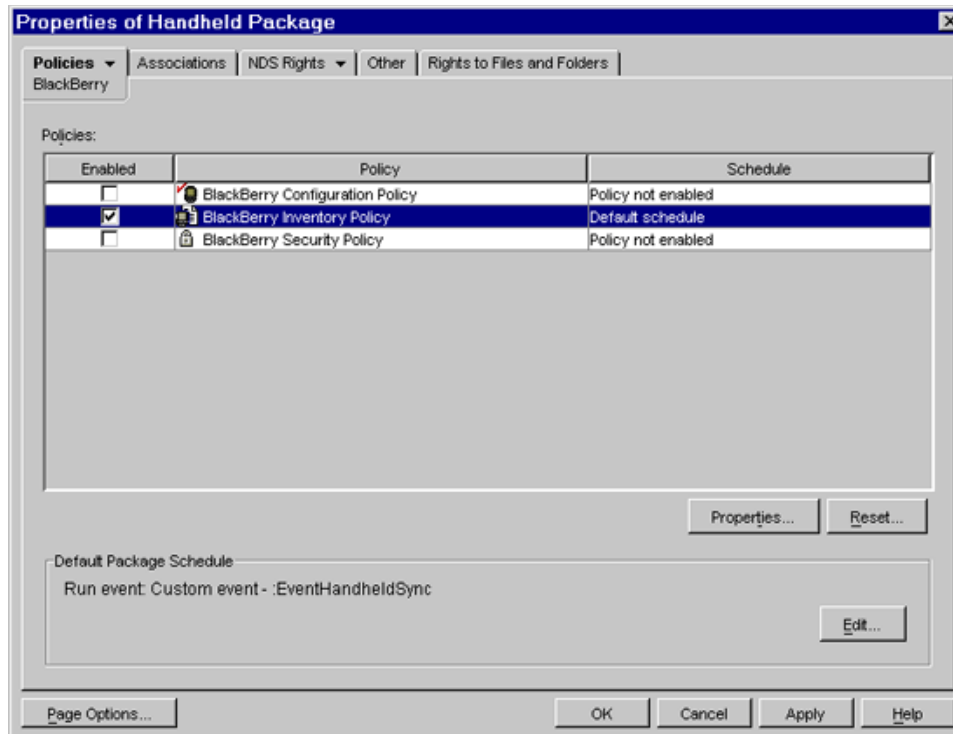 Properties of Handheld Package
Policies Associations NDS Rights Other Rights to Files and Folders
BlackBerry
Policies:
Enabled Policy Schedule
BlackBerry Configuration Policy Policy not enabled
BlackBerry Inventory Policy Default schedule
BlackBerry Security Policy Policy not enabled
Properties... Reset...
Default Package Schedule
Run event: Custom event - :EventHandheldSync
Edit...
Page Options... OK Cancel Apply Help